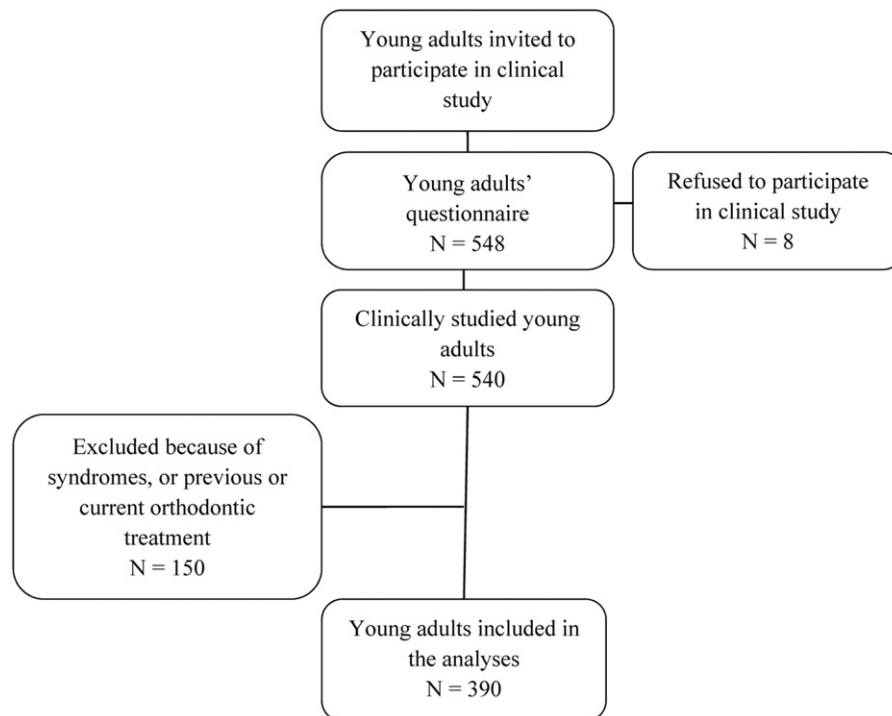 Young adults invited to
participate in clinical
study
Young adults’
questionnaire
N = 548
Refused to participate
in clinical study
N = 8
Clinically studied young
adults
N = 540
Excluded because of
syndromes, or previous or
current orthodontic
treatment
N = 150
Young adults included in
the analyses
N = 390